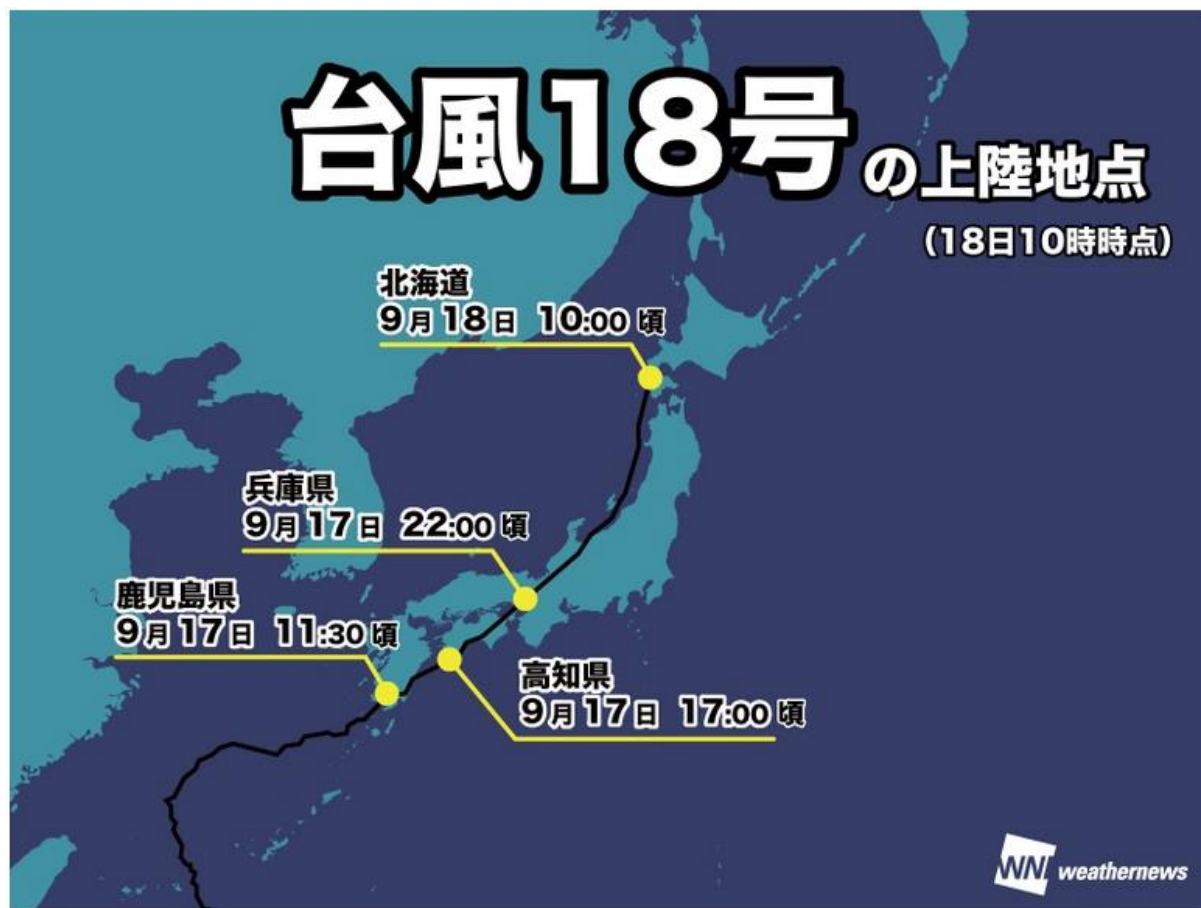 台風18号の上陸地点
(18日10時時点)
北海道
9月18日 10:00 頃
兵庫県
9月17日 22:00 頃
鹿児島県
9月17日 11:30 頃
高知県
9月17日 17:00 頃
WN weathernews